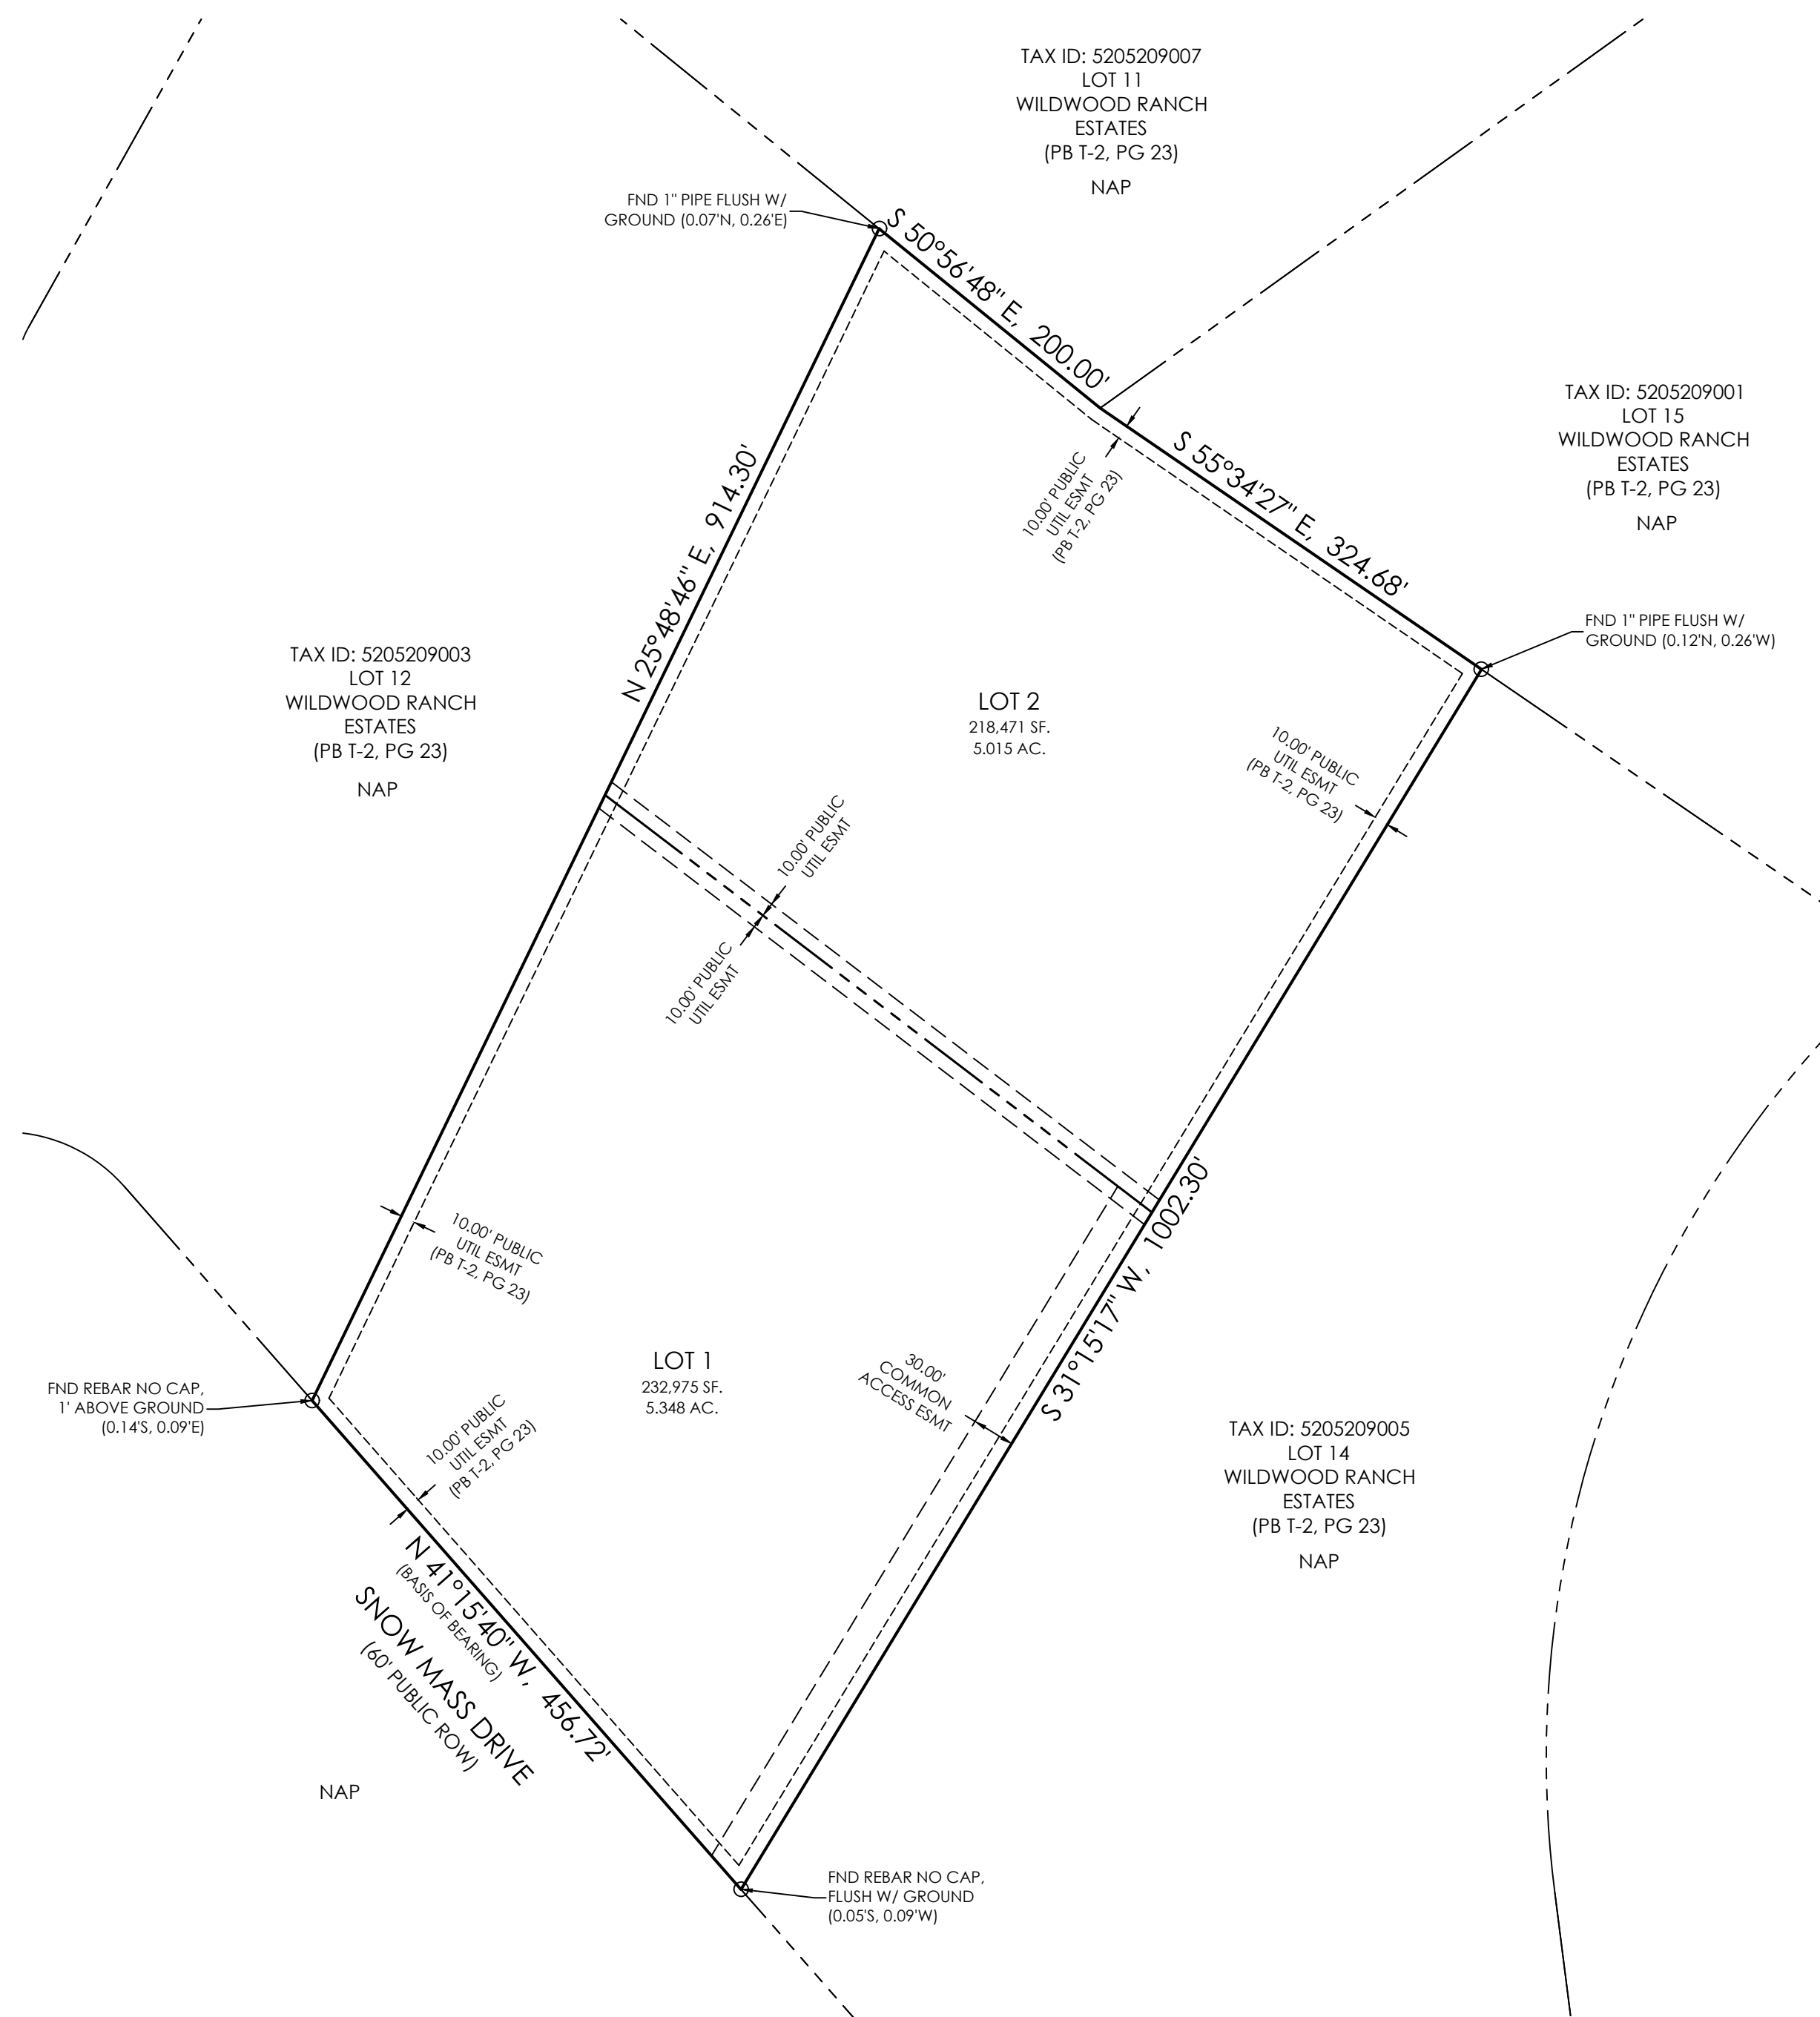 TAX ID: 5205209007
LOT 11
WILDWOOD RANCH
ESTATES
(PB T-2, PG 23)
NAP
FND 1" PIPE FLUSH W/
GROUND (0.07'N, 0.26'E)
S 50°56'48" E, 200.00'
TAX ID: 5205209001
LOT 15
WILDWOOD RANCH
ESTATES
(PB T-2, PG 23)
NAP
S 55°34'27" E, 324.68'
10.00' PUBLIC
UTIL ESMT
(PB T-2, PG 23)
N 25°48'46" E, 914.30'
FND 1" PIPE FLUSH W/
GROUND (0.12'N, 0.26'W)
TAX ID: 5205209003
LOT 12
WILDWOOD RANCH
ESTATES
(PB T-2, PG 23)
NAP
LOT 2
218,471 SF.
5.015 AC.
10.00' PUBLIC
UTIL ESMT
(PB T-2, PG 23)
10.00' PUBLIC
UTIL ESMT
10.00' PUBLIC
UTIL ESMT
S 31°15'17" W, 1002.30'
10.00' PUBLIC
UTIL ESMT
(PB T-2, PG 23)
LOT 1
232,975 SF.
5.348 AC.
30.00'
COMMON
ACCESS ESMT
FND REBAR NO CAP,
1' ABOVE GROUND
(0.14'S, 0.09'E)
10.00' PUBLIC
UTIL ESMT
(PB T-2, PG 23)
TAX ID: 5205209005
LOT 14
WILDWOOD RANCH
ESTATES
(PB T-2, PG 23)
NAP
N 41°15'40" W, 456.72'
(BASIS OF BEARING)
SNOW MASS DRIVE
(60' PUBLIC ROW)
NAP
FND REBAR NO CAP,
FLUSH W/ GROUND
(0.05'S, 0.09'W)